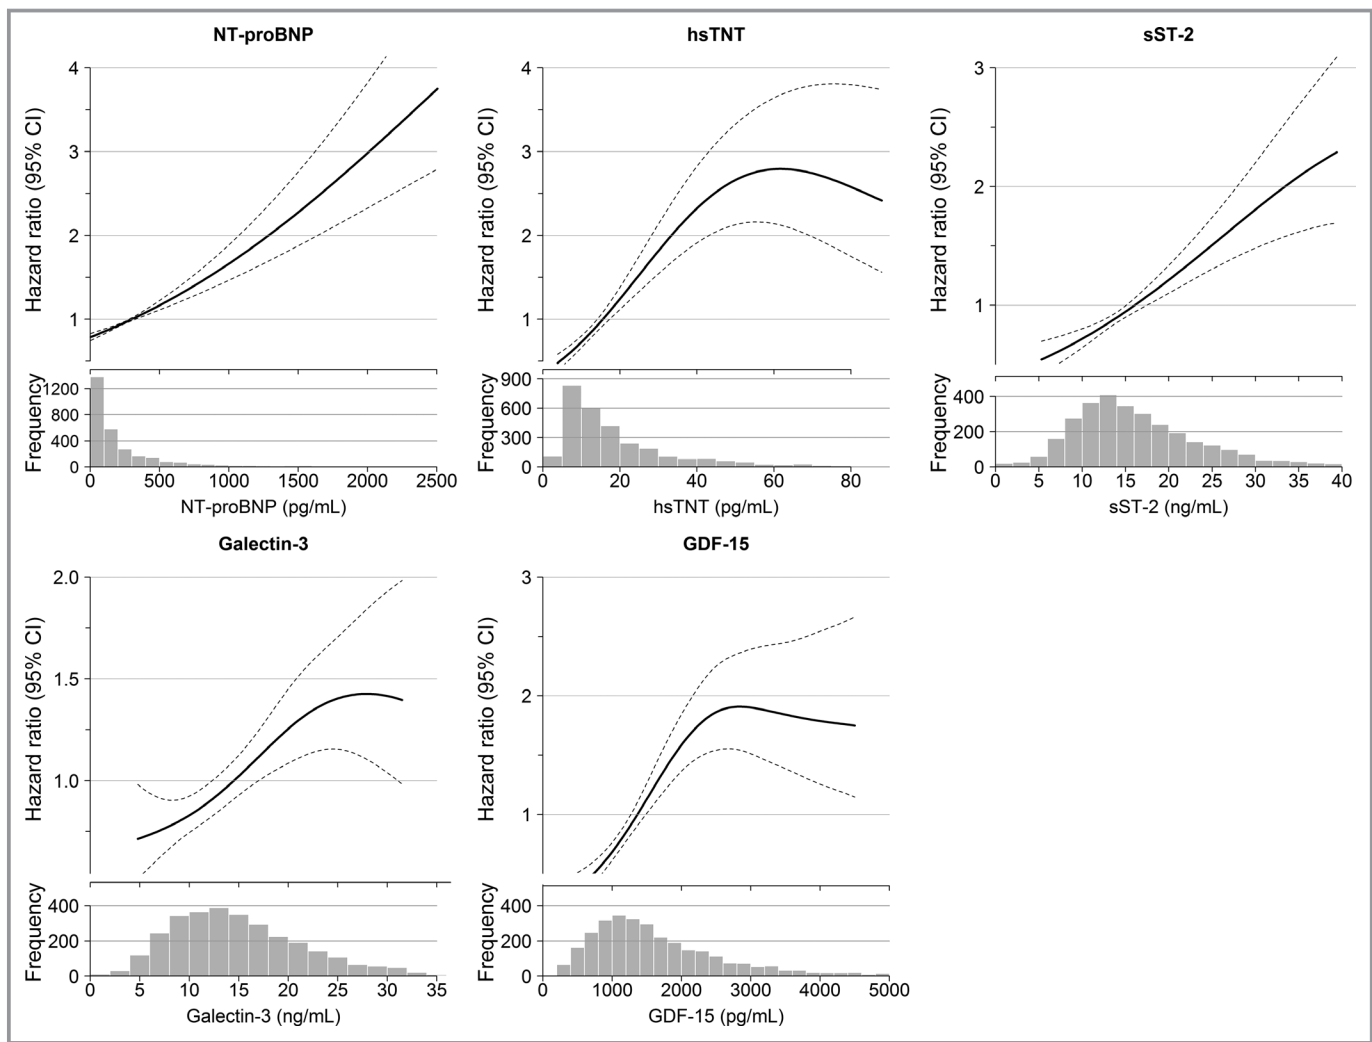 NT-proBNP
4
3
2
1
Hazard ratio (95% CI)
1200
800
400
0
Frequency
0 500 1000 1500 2000 2500
NT-proBNP (pg/mL)
hsTNT
4
3
2
1
Hazard ratio (95% CI)
900
600
300
0
Frequency
0 20 40 60 80
hsTNT (pg/mL)
sST-2
3
2
1
Hazard ratio (95% CI)
400
200
0
Frequency
0 5 10 15 20 25 30 35 40
sST-2 (ng/mL)
Galectin-3
2.0
1.5
1.0
Hazard ratio (95% CI)
400
200
0
Frequency
0 5 10 15 20 25 30 35
Galectin-3 (ng/mL)
GDF-15
3
2
1
Hazard ratio (95% CI)
400
200
0
Frequency
0 1000 2000 3000 4000 5000
GDF-15 (pg/mL)